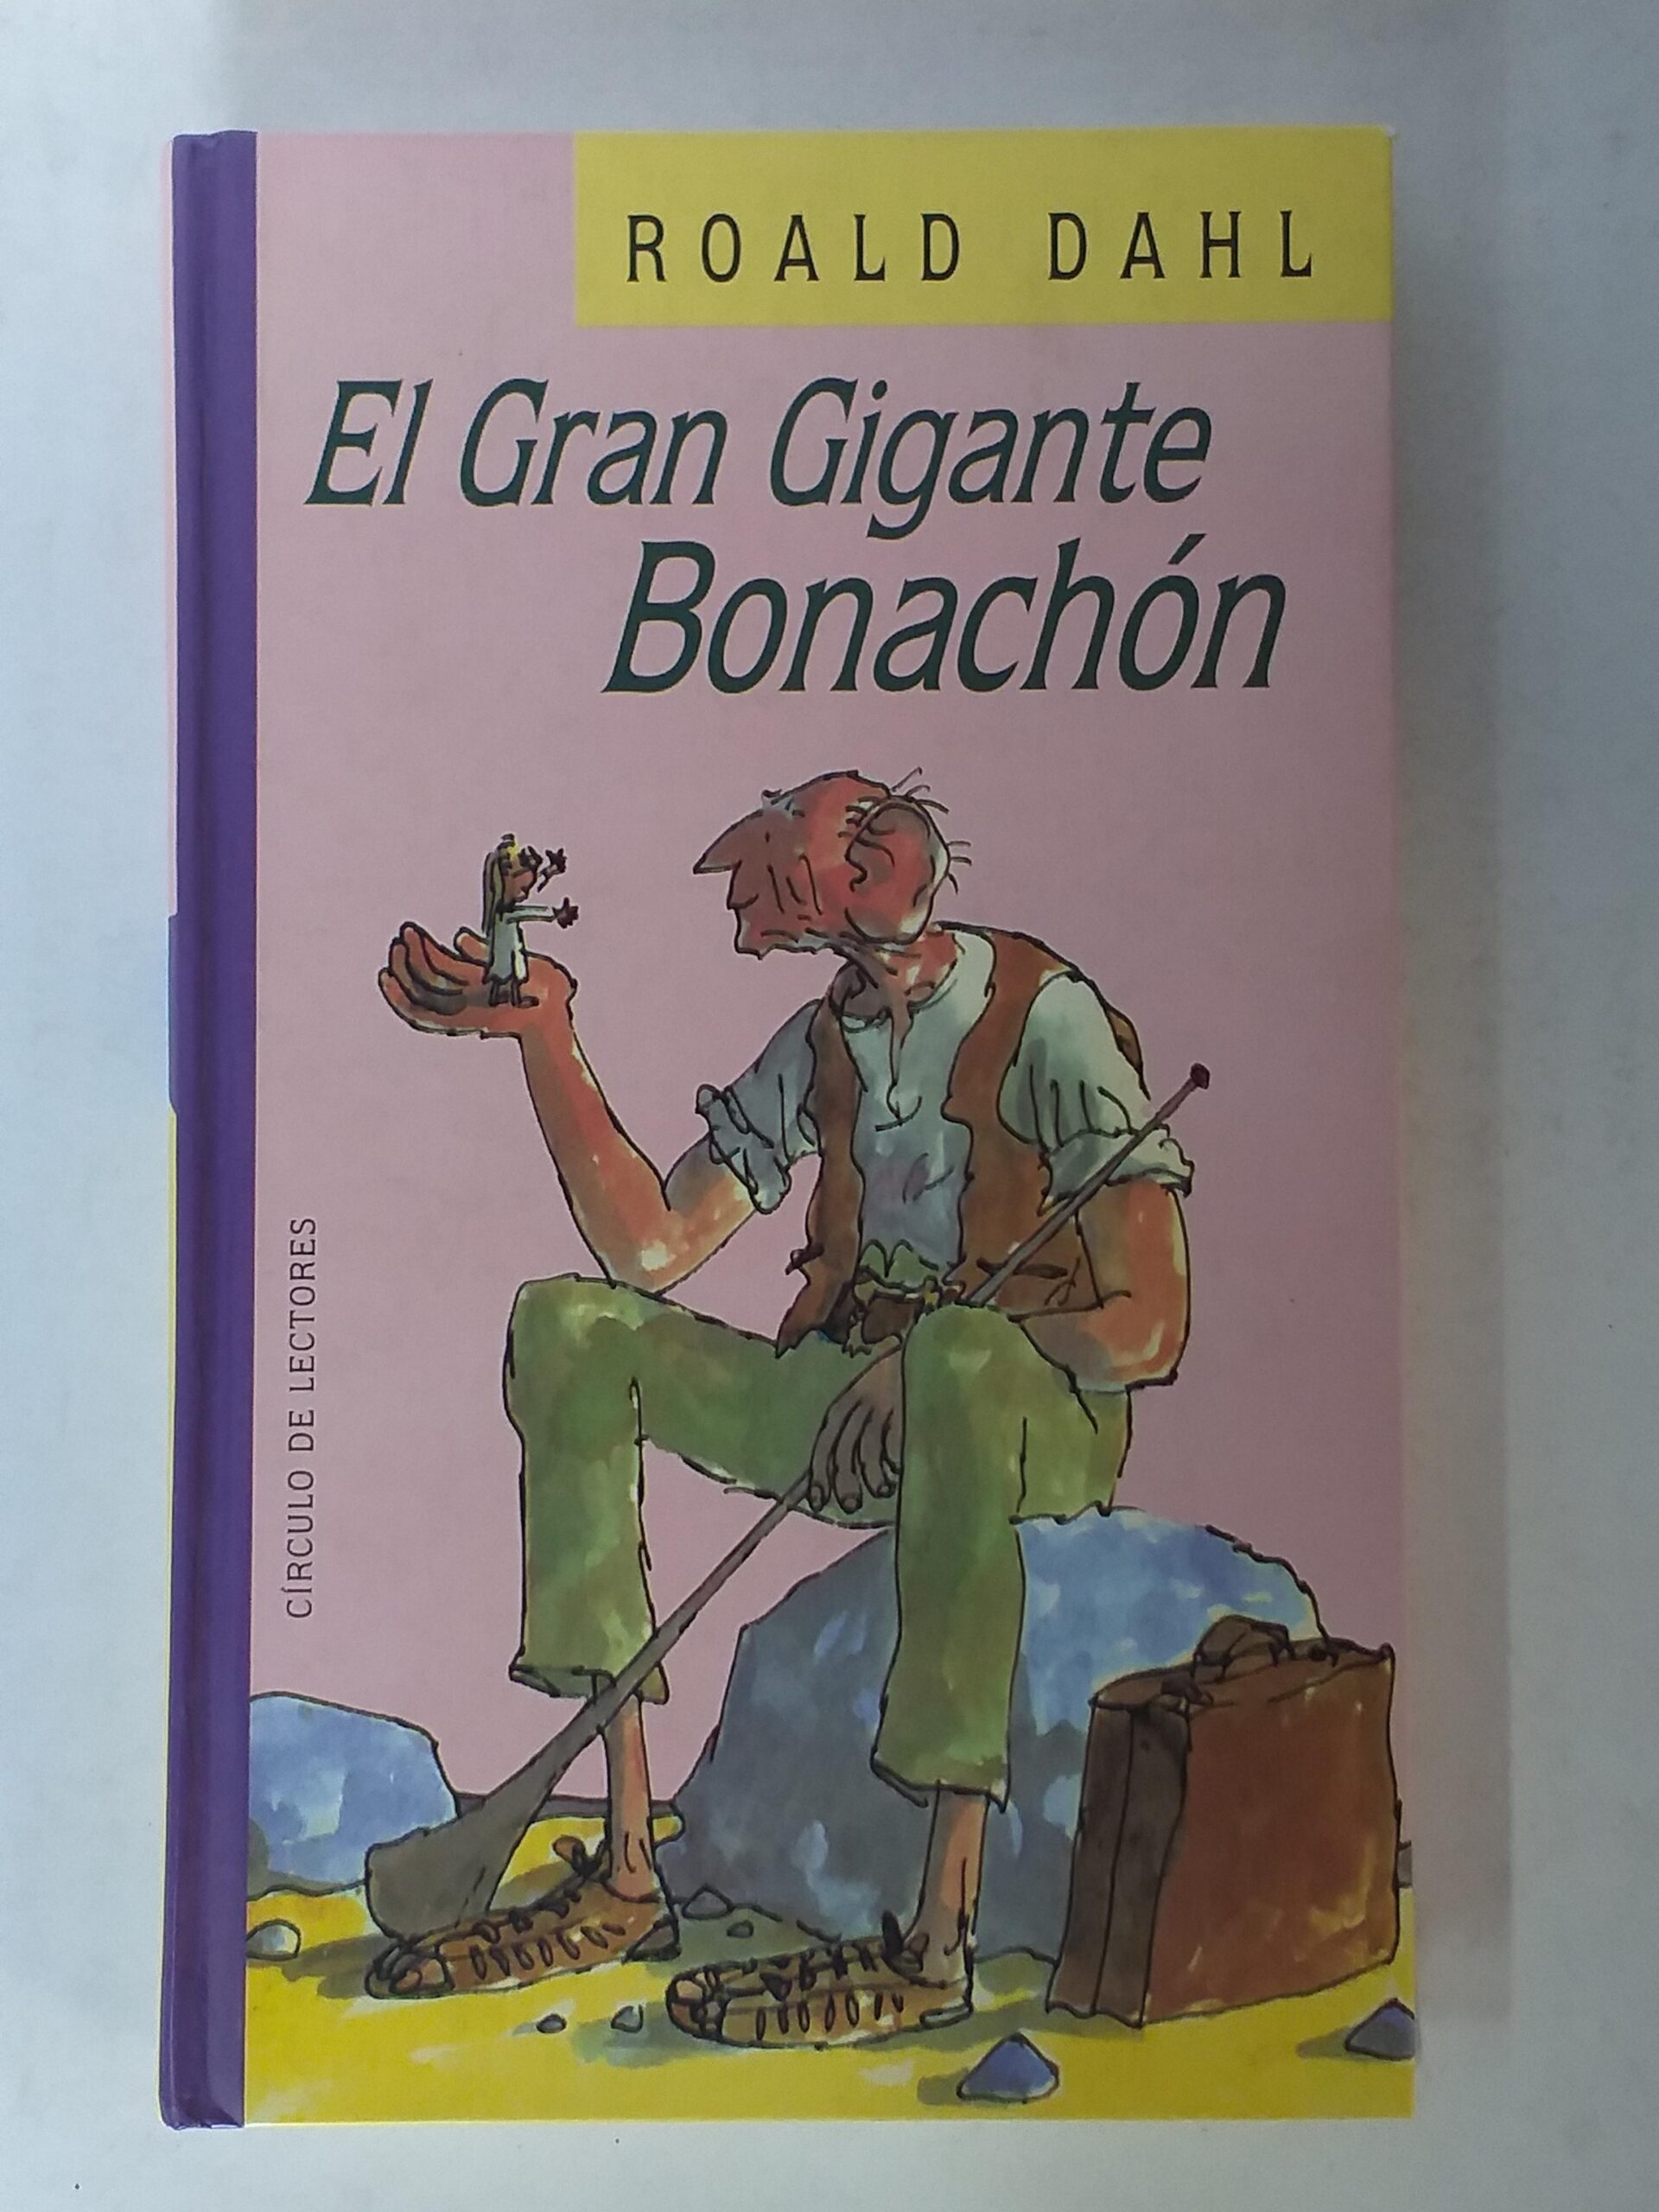 ROALD DAHL
El Gran Gigante
Bonachón
CÍRCULO DE LECTORES